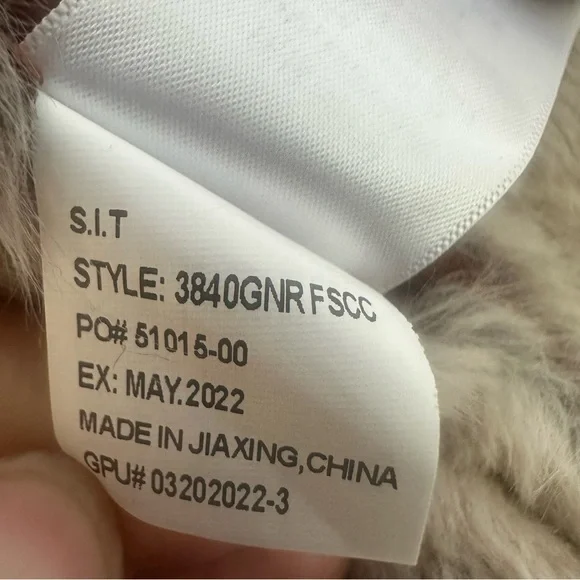 S.I.T
STYLE: 3840GNR FSCC
PO# 51015-00
EX: MAY.2022
MADE IN JIAXING,CHINA
GPU# 03202022-3